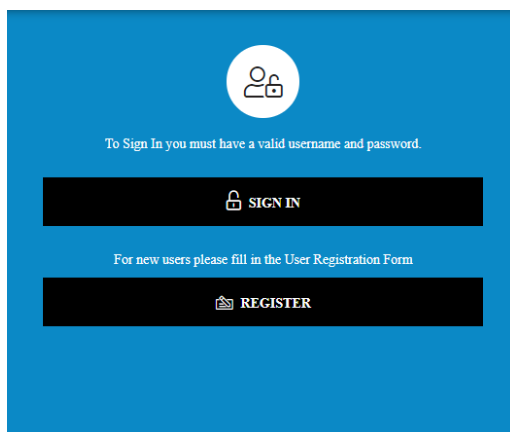 To Sign In you must have a valid username and password.
SIGN IN
For new users please fill in the User Registration Form
REGISTER